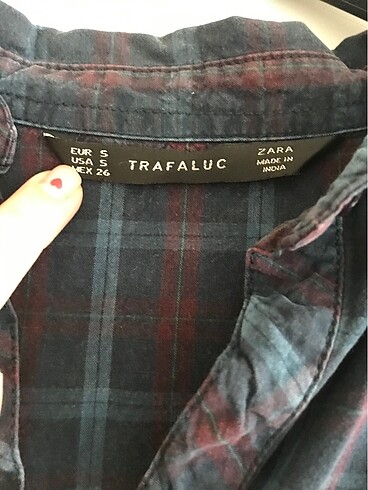 EUR S
USA S
MEX 26
TRAFALUC
ZARA
MADE IN
INDIA